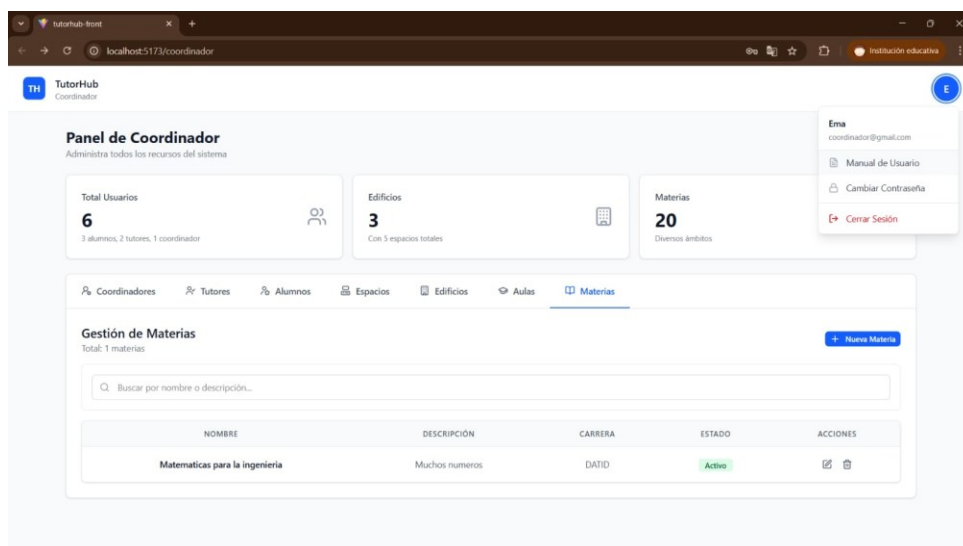 tutorhub-front
localhost:5173/coordinador
Institución educativa
TH
TutorHub
Coordinador
E
Ema
coordinador@gmail.com
Manual de Usuario
Cambiar Contraseña
Cerrar Sesión
Panel de Coordinador
Administra todos los recursos del sistema
Total Usuarios
6
3 alumnos, 2 tutores, 1 coordinador
Edificios
3
Con 5 espacios totales
Materias
20
Diversos ámbitos
Coordinadores
Tutores
Alumnos
Espacios
Edificios
Aulas
Materias
Gestión de Materias
Total: 1 materias
+ Nueva Materia
Buscar por nombre o descripción...
NOMBRE DESCRIPCIÓN CARRERA ESTADO ACCIONES
Matematicas para la ingenieria Muchos numeros DATID Activo